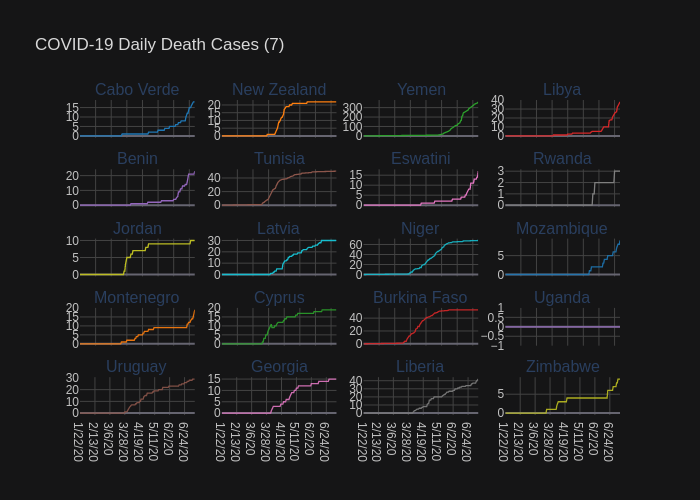 COVID-19 Daily Death Cases (7)
Cabo Verde New Zealand Yemen Libya
15 10 5 0
20 15 10 5 0
300 200 100 0
40 30 20 10 0
Benin Tunisia Eswatini Rwanda
20 10 0
40 20 0
15 10 5 0
3 2 1 0
Jordan Latvia Niger Mozambique
10 5 0
30 20 10 0
60 40 20 0
5 0
Montenegro Cyprus Burkina Faso Uganda
20 15 10 5 0
20 15 10 5 0
40 20 0
1 0.5 0 −0.5 −1
Uruguay Georgia Liberia Zimbabwe
30 20 10 0
15 10 5 0
40 30 20 10 0
5 0
1/22/20 2/13/20 3/6/20 3/28/20 4/19/20 5/11/20 6/2/20 6/24/20
1/22/20 2/13/20 3/6/20 3/28/20 4/19/20 5/11/20 6/2/20 6/24/20
1/22/20 2/13/20 3/6/20 3/28/20 4/19/20 5/11/20 6/2/20 6/24/20
1/22/20 2/13/20 3/6/20 3/28/20 4/19/20 5/11/20 6/2/20 6/24/20